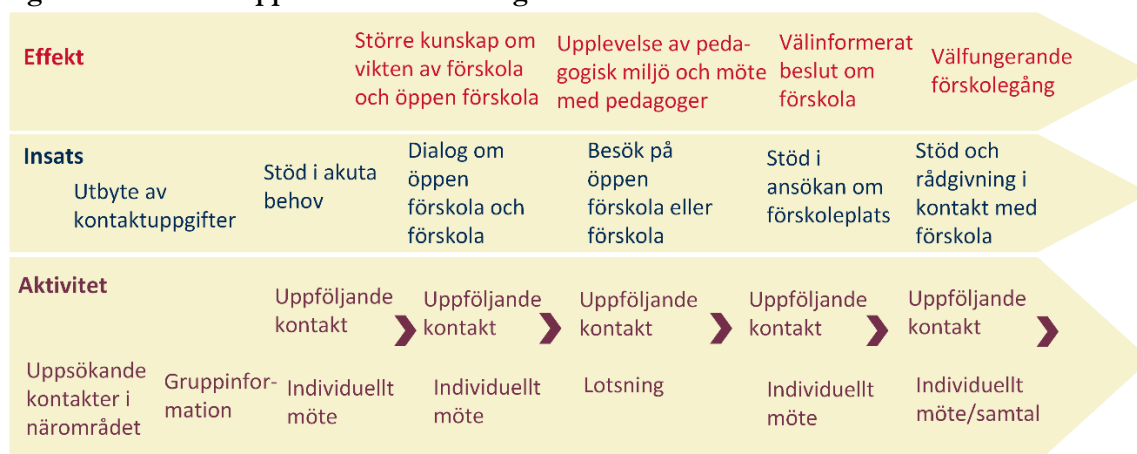 Effekt
Större kunskap om
vikten av förskola
och öppen förskola
Upplevelse av peda-
gogisk miljö och möte
med pedagoger
Välinformerat
beslut om
förskola
Välfungerande
förskolegång
Insats
Utbyte av
kontaktuppgifter
Stöd i akuta
behov
Dialog om
öppen
förskola och
förskola
Besök på
öppen
förskola eller
förskola
Stöd i
ansökan om
förskoleplats
Stöd och
rådgivning i
kontakt med
förskola
Aktivitet
Uppföljande
kontakt
Uppföljande
kontakt
Uppföljande
kontakt
Uppföljande
kontakt
Uppföljande
kontakt
Uppsökande
kontakter i
närområdet
Gruppinfor-
mation
Individuellt
möte
Individuellt
möte
Lotsning
Individuellt
möte
Individuellt
möte/samtal